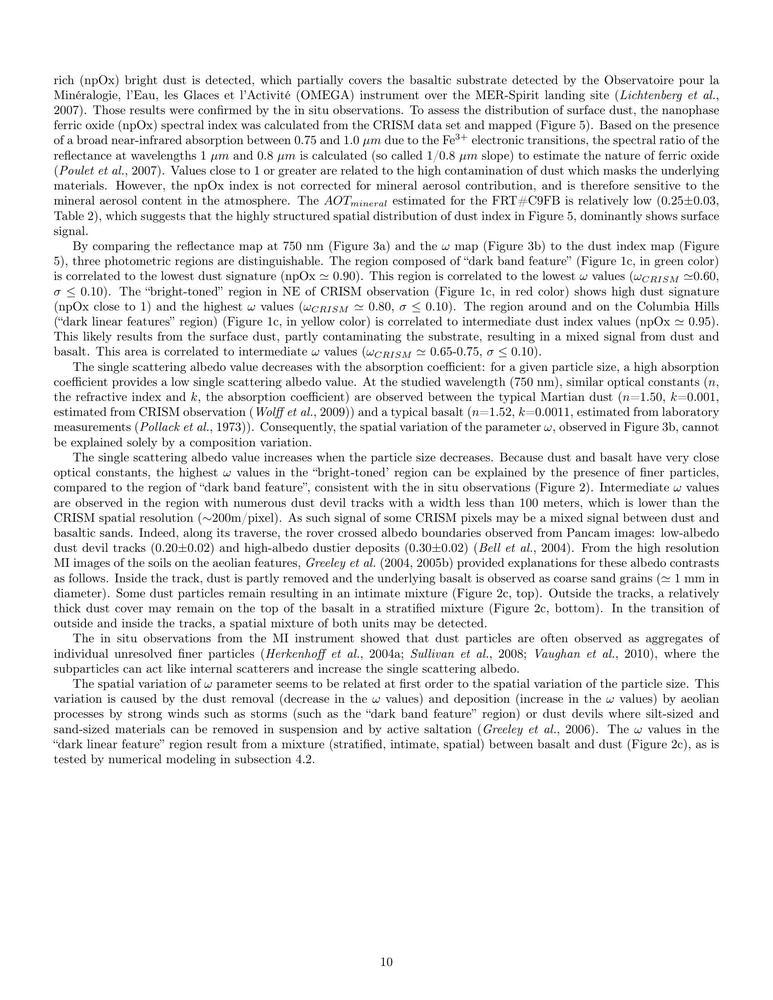 rich (npOx) bright dust is detected, which partially covers the basaltic substrate detected by the Observatoire pour la
Minéralogie, l'Eau, les Glaces et l'Activité (OMEGA) instrument over the MER-Spirit landing site (Lichtenberg et al.,
2007). Those results were confirmed by the in situ observations. To assess the distribution of surface dust, the nanophase
ferric oxide (npOx) spectral index was calculated from the CRISM data set and mapped (Figure 5). Based on the presence
of a broad near-infrared absorption between 0.75 and 1.0 μm due to the Fe³⁺ electronic transitions, the spectral ratio of the
reflectance at wavelengths 1 μm and 0.8 μm is calculated (so called 1/0.8 μm slope) to estimate the nature of ferric oxide
(Poulet et al., 2007). Values close to 1 or greater are related to the high contamination of dust which masks the underlying
materials. However, the npOx index is not corrected for mineral aerosol contribution, and is therefore sensitive to the
mineral aerosol content in the atmosphere. The AOT_mineral estimated for the FRT#C9FB is relatively low (0.25±0.03,
Table 2), which suggests that the highly structured spatial distribution of dust index in Figure 5, dominantly shows surface
signal.
By comparing the reflectance map at 750 nm (Figure 3a) and the ω map (Figure 3b) to the dust index map (Figure
5), three photometric regions are distinguishable. The region composed of "dark band feature" (Figure 1c, in green color)
is correlated to the lowest dust signature (npOx ≃ 0.90). This region is correlated to the lowest ω values (ω_CRISM ≃0.60,
σ ≤ 0.10). The "bright-toned" region in NE of CRISM observation (Figure 1c, in red color) shows high dust signature
(npOx close to 1) and the highest ω values (ω_CRISM ≃ 0.80, σ ≤ 0.10). The region around and on the Columbia Hills
("dark linear features" region) (Figure 1c, in yellow color) is correlated to intermediate dust index values (npOx ≃ 0.95).
This likely results from the surface dust, partly contaminating the substrate, resulting in a mixed signal from dust and
basalt. This area is correlated to intermediate ω values (ω_CRISM ≃ 0.65-0.75, σ ≤ 0.10).
The single scattering albedo value decreases with the absorption coefficient: for a given particle size, a high absorption
coefficient provides a low single scattering albedo value. At the studied wavelength (750 nm), similar optical constants (n,
the refractive index and k, the absorption coefficient) are observed between the typical Martian dust (n=1.50, k=0.001,
estimated from CRISM observation (Wolff et al., 2009)) and a typical basalt (n=1.52, k=0.0011, estimated from laboratory
measurements (Pollack et al., 1973)). Consequently, the spatial variation of the parameter ω, observed in Figure 3b, cannot
be explained solely by a composition variation.
The single scattering albedo value increases when the particle size decreases. Because dust and basalt have very close
optical constants, the highest ω values in the "bright-toned' region can be explained by the presence of finer particles,
compared to the region of "dark band feature", consistent with the in situ observations (Figure 2). Intermediate ω values
are observed in the region with numerous dust devil tracks with a width less than 100 meters, which is lower than the
CRISM spatial resolution (∼200m/pixel). As such signal of some CRISM pixels may be a mixed signal between dust and
basaltic sands. Indeed, along its traverse, the rover crossed albedo boundaries observed from Pancam images: low-albedo
dust devil tracks (0.20±0.02) and high-albedo dustier deposits (0.30±0.02) (Bell et al., 2004). From the high resolution
MI images of the soils on the aeolian features, Greeley et al. (2004, 2005b) provided explanations for these albedo contrasts
as follows. Inside the track, dust is partly removed and the underlying basalt is observed as coarse sand grains (≃ 1 mm in
diameter). Some dust particles remain resulting in an intimate mixture (Figure 2c, top). Outside the tracks, a relatively
thick dust cover may remain on the top of the basalt in a stratified mixture (Figure 2c, bottom). In the transition of
outside and inside the tracks, a spatial mixture of both units may be detected.
The in situ observations from the MI instrument showed that dust particles are often observed as aggregates of
individual unresolved finer particles (Herkenhoff et al., 2004a; Sullivan et al., 2008; Vaughan et al., 2010), where the
subparticles can act like internal scatterers and increase the single scattering albedo.
The spatial variation of ω parameter seems to be related at first order to the spatial variation of the particle size. This
variation is caused by the dust removal (decrease in the ω values) and deposition (increase in the ω values) by aeolian
processes by strong winds such as storms (such as the "dark band feature" region) or dust devils where silt-sized and
sand-sized materials can be removed in suspension and by active saltation (Greeley et al., 2006). The ω values in the
"dark linear feature" region result from a mixture (stratified, intimate, spatial) between basalt and dust (Figure 2c), as is
tested by numerical modeling in subsection 4.2.
10